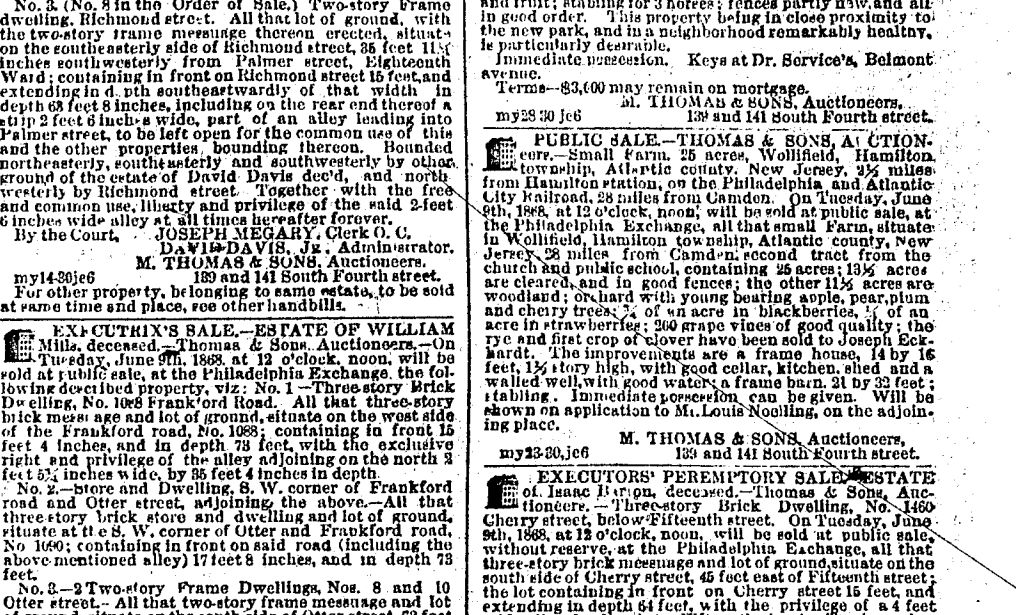 No. 3. (No. 8 in the Order of Sale.) Two-story Frame
dwelling, Richmond street. All that lot of ground, with
the two-story frame messuage thereon erected, situate
on the southeasterly side of Richmond street, 35 feet 11½
inches southwesterly from Palmer street, Eighteenth
Ward; containing in front on Richmond street 15 feet, and
extending in depth southeastwardly of that width in
depth 63 feet 8 inches, including on the rear end thereof a
strip 2 feet 6 inches wide, part of an alley leading into
Palmer street, to be left open for the common use of this
and the other properties, bounding thereon. Bounded
northeasterly, southeasterly and southwesterly by other
ground of the estate of David Davis dec'd, and north-
westerly by Richmond street. Together with the free
and common use, liberty and privilege of the said 2-feet
6 inches wide alley at all times hereafter forever.
By the Court, JOSEPH MEGARY, Clerk O. C.
DAVID DAVIS, Jr., Administrator.
M. THOMAS & SONS, Auctioneers,
my14-30je6 139 and 141 South Fourth street.
For other property, belonging to same estate, to be sold
at same time and place, see other handbills.
EXECUTRIX'S SALE.—ESTATE OF WILLIAM
Mills, deceased.—Thomas & Sons, Auctioneers.—On
Tuesday, June 9th, 1868, at 12 o'clock, noon, will be
sold at public sale, at the Philadelphia Exchange, the fol-
lowing described property, viz: No. 1.—Three-story Brick
Dwelling, No. 1088 Frankford Road. All that three-story
brick messuage and lot of ground, situate on the west side
of the Frankford road, No. 1088; containing in front 15
feet 4 inches, and in depth 73 feet, with the exclusive
right and privilege of the alley adjoining on the north 2
feet 5¼ inches wide, by 35 feet 4 inches in depth.
No. 2.—Store and Dwelling, S. W. corner of Frankford
road and Otter street, adjoining the above.—All that
three-story brick store and dwelling and lot of ground,
situate at the S. W. corner of Otter and Frankford road,
No 1090; containing in front on said road (including the
above-mentioned alley) 17 feet 8 inches, and in depth 73
feet.
No. 3.—2 Two-story Frame Dwellings, Nos. 8 and 10
Otter street.—All that two-story frame messuage and lot
and fruit; stabling for 3 horses; fences partly new, and all
in good order. This property being in close proximity to
the new park, and in a neighborhood remarkably healthy,
is particularly desirable.
Immediate possession. Keys at Dr. Service's, Belmont
avenue.
Terms—$3,000 may remain on mortgage.
M. THOMAS & SONS, Auctioneers,
my28 30 je6 139 and 141 South Fourth street.
PUBLIC SALE.—THOMAS & SONS, AUCTION-
eers.—Small Farm, 25 acres, Wollifield, Hamilton
township, Atlantic county, New Jersey, 2½ miles
from Hamilton station, on the Philadelphia and Atlantic
City Railroad, 28 miles from Camden. On Tuesday, June
9th, 1868, at 12 o'clock, noon, will be sold at public sale, at
the Philadelphia Exchange, all that small Farm, situate
in Wollifield, Hamilton township, Atlantic county, New
Jersey, 28 miles from Camden; second tract from the
church and public school, containing 25 acres; 13½ acres
are cleared, and in good fences; the other 11½ acres are
woodland; orchard with young bearing apple, pear, plum
and cherry trees; of an acre in blackberries, of an
acre in strawberries; 200 grape vines of good quality; the
rye and first crop of clover have been sold to Joseph Eck-
hardt. The improvements are a frame house, 14 by 16
feet, 1½ story high, with good cellar, kitchen, shed and a
walled well, with good water; a frame barn, 21 by 32 feet;
stabling. Immediate possession can be given. Will be
shown on application to Mr. Louis Noelling, on the adjoin-
ing place.
M. THOMAS & SONS, Auctioneers,
my23-30,je6 139 and 141 South Fourth street.
EXECUTORS' PEREMPTORY SALE—ESTATE
of Isaac deceased.—Thomas & Sons, Auc-
tioneers.—Three-story Brick Dwelling, No. 1460
Cherry street, below Fifteenth street. On Tuesday, June
9th, 1868, at 12 o'clock, noon, will be sold at public sale,
without reserve, at the Philadelphia Exchange, all that
three-story brick messuage and lot of ground, situate on the
south side of Cherry street, 45 feet east of Fifteenth street;
the lot containing in front on Cherry street 15 feet, and
extending in depth 64 feet, with the privilege of a 4 feet